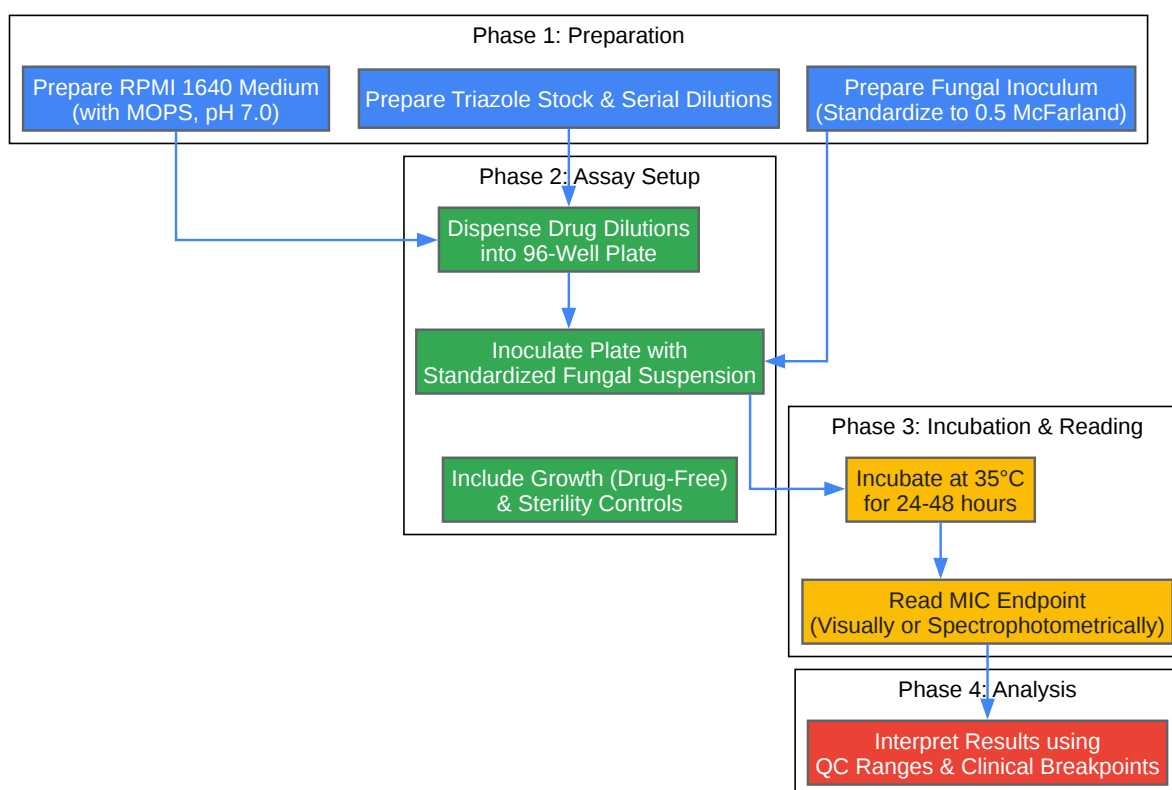 Phase 1: Preparation
Prepare RPMI 1640 Medium
(with MOPS, pH 7.0)
Prepare Triazole Stock & Serial Dilutions
Prepare Fungal Inoculum
(Standardize to 0.5 McFarland)
Phase 2: Assay Setup
Dispense Drug Dilutions
into 96-Well Plate
Inoculate Plate with
Standardized Fungal Suspension
Include Growth (Drug-Free)
& Sterility Controls
Phase 3: Incubation & Reading
Incubate at 35°C
for 24-48 hours
Read MIC Endpoint
(Visually or Spectrophotometrically)
Phase 4: Analysis
Interpret Results using
QC Ranges & Clinical Breakpoints